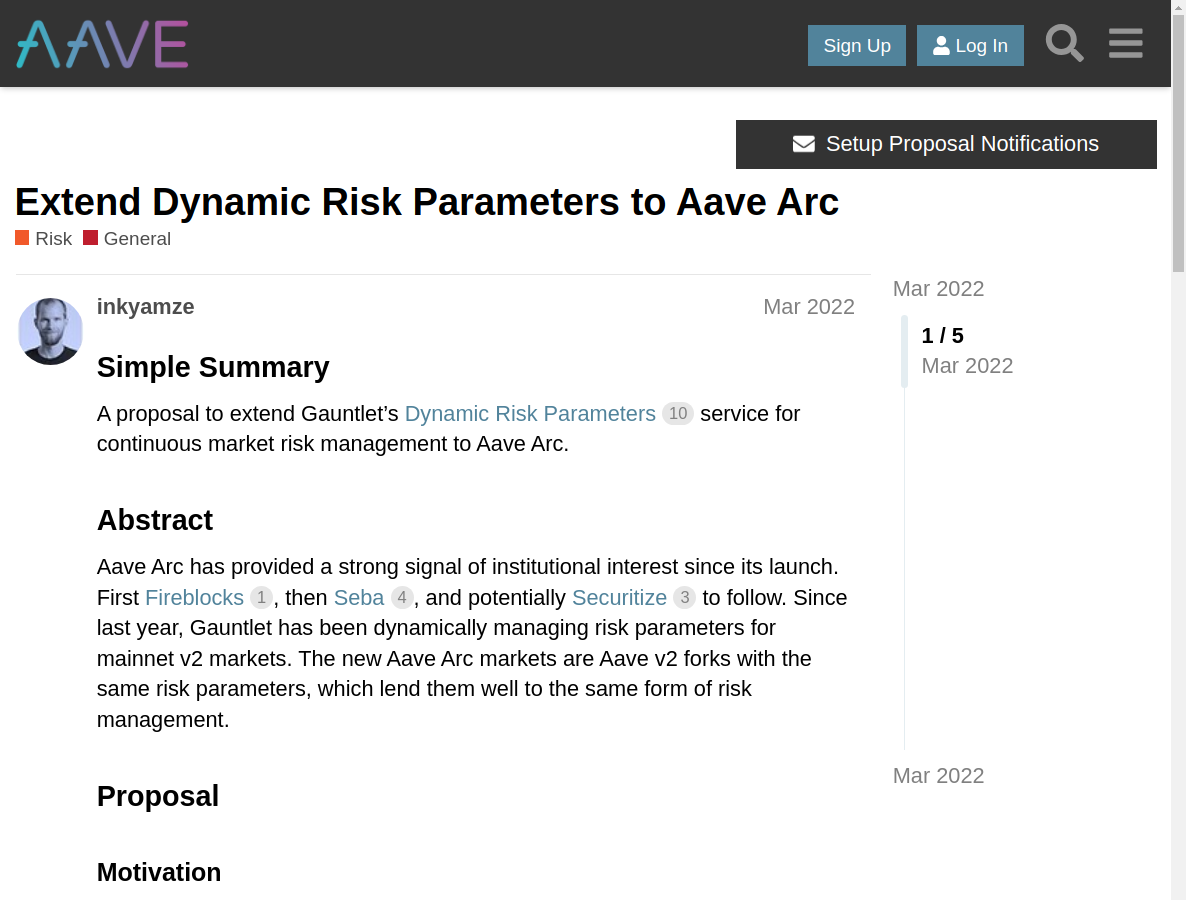 AAVE
Sign Up
Log In
Setup Proposal Notifications
Extend Dynamic Risk Parameters to Aave Arc
Risk General
Mar 2022
inkyamze Mar 2022
1 / 5
Mar 2022
Simple Summary
A proposal to extend Gauntlet’s Dynamic Risk Parameters 10 service for
continuous market risk management to Aave Arc.
Abstract
Aave Arc has provided a strong signal of institutional interest since its launch.
First Fireblocks 1 , then Seba 4 , and potentially Securitize 3 to follow. Since
last year, Gauntlet has been dynamically managing risk parameters for
mainnet v2 markets. The new Aave Arc markets are Aave v2 forks with the
same risk parameters, which lend them well to the same form of risk
management.
Mar 2022
Proposal
Motivation